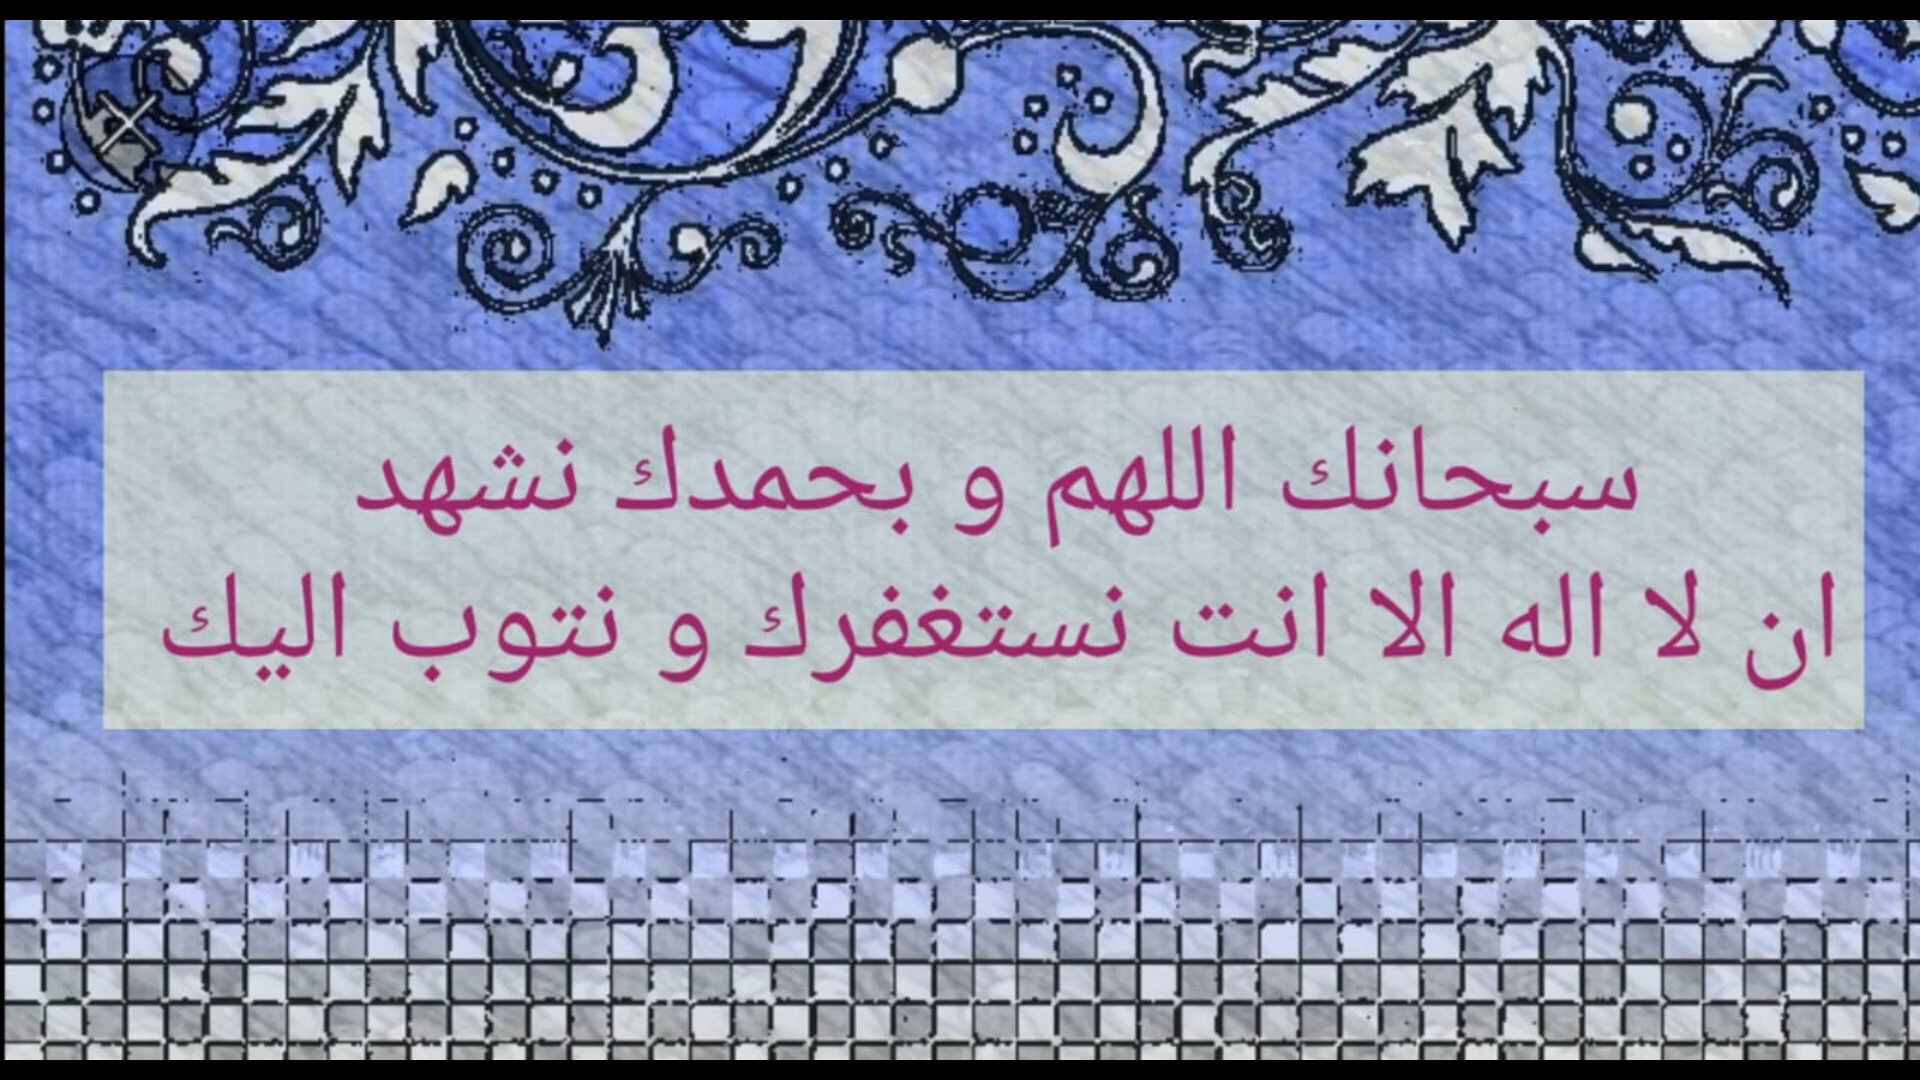 سبحانك اللهم و بحمدك نشهد
ان لا اله الا انت نستغفرك و نتوب اليك